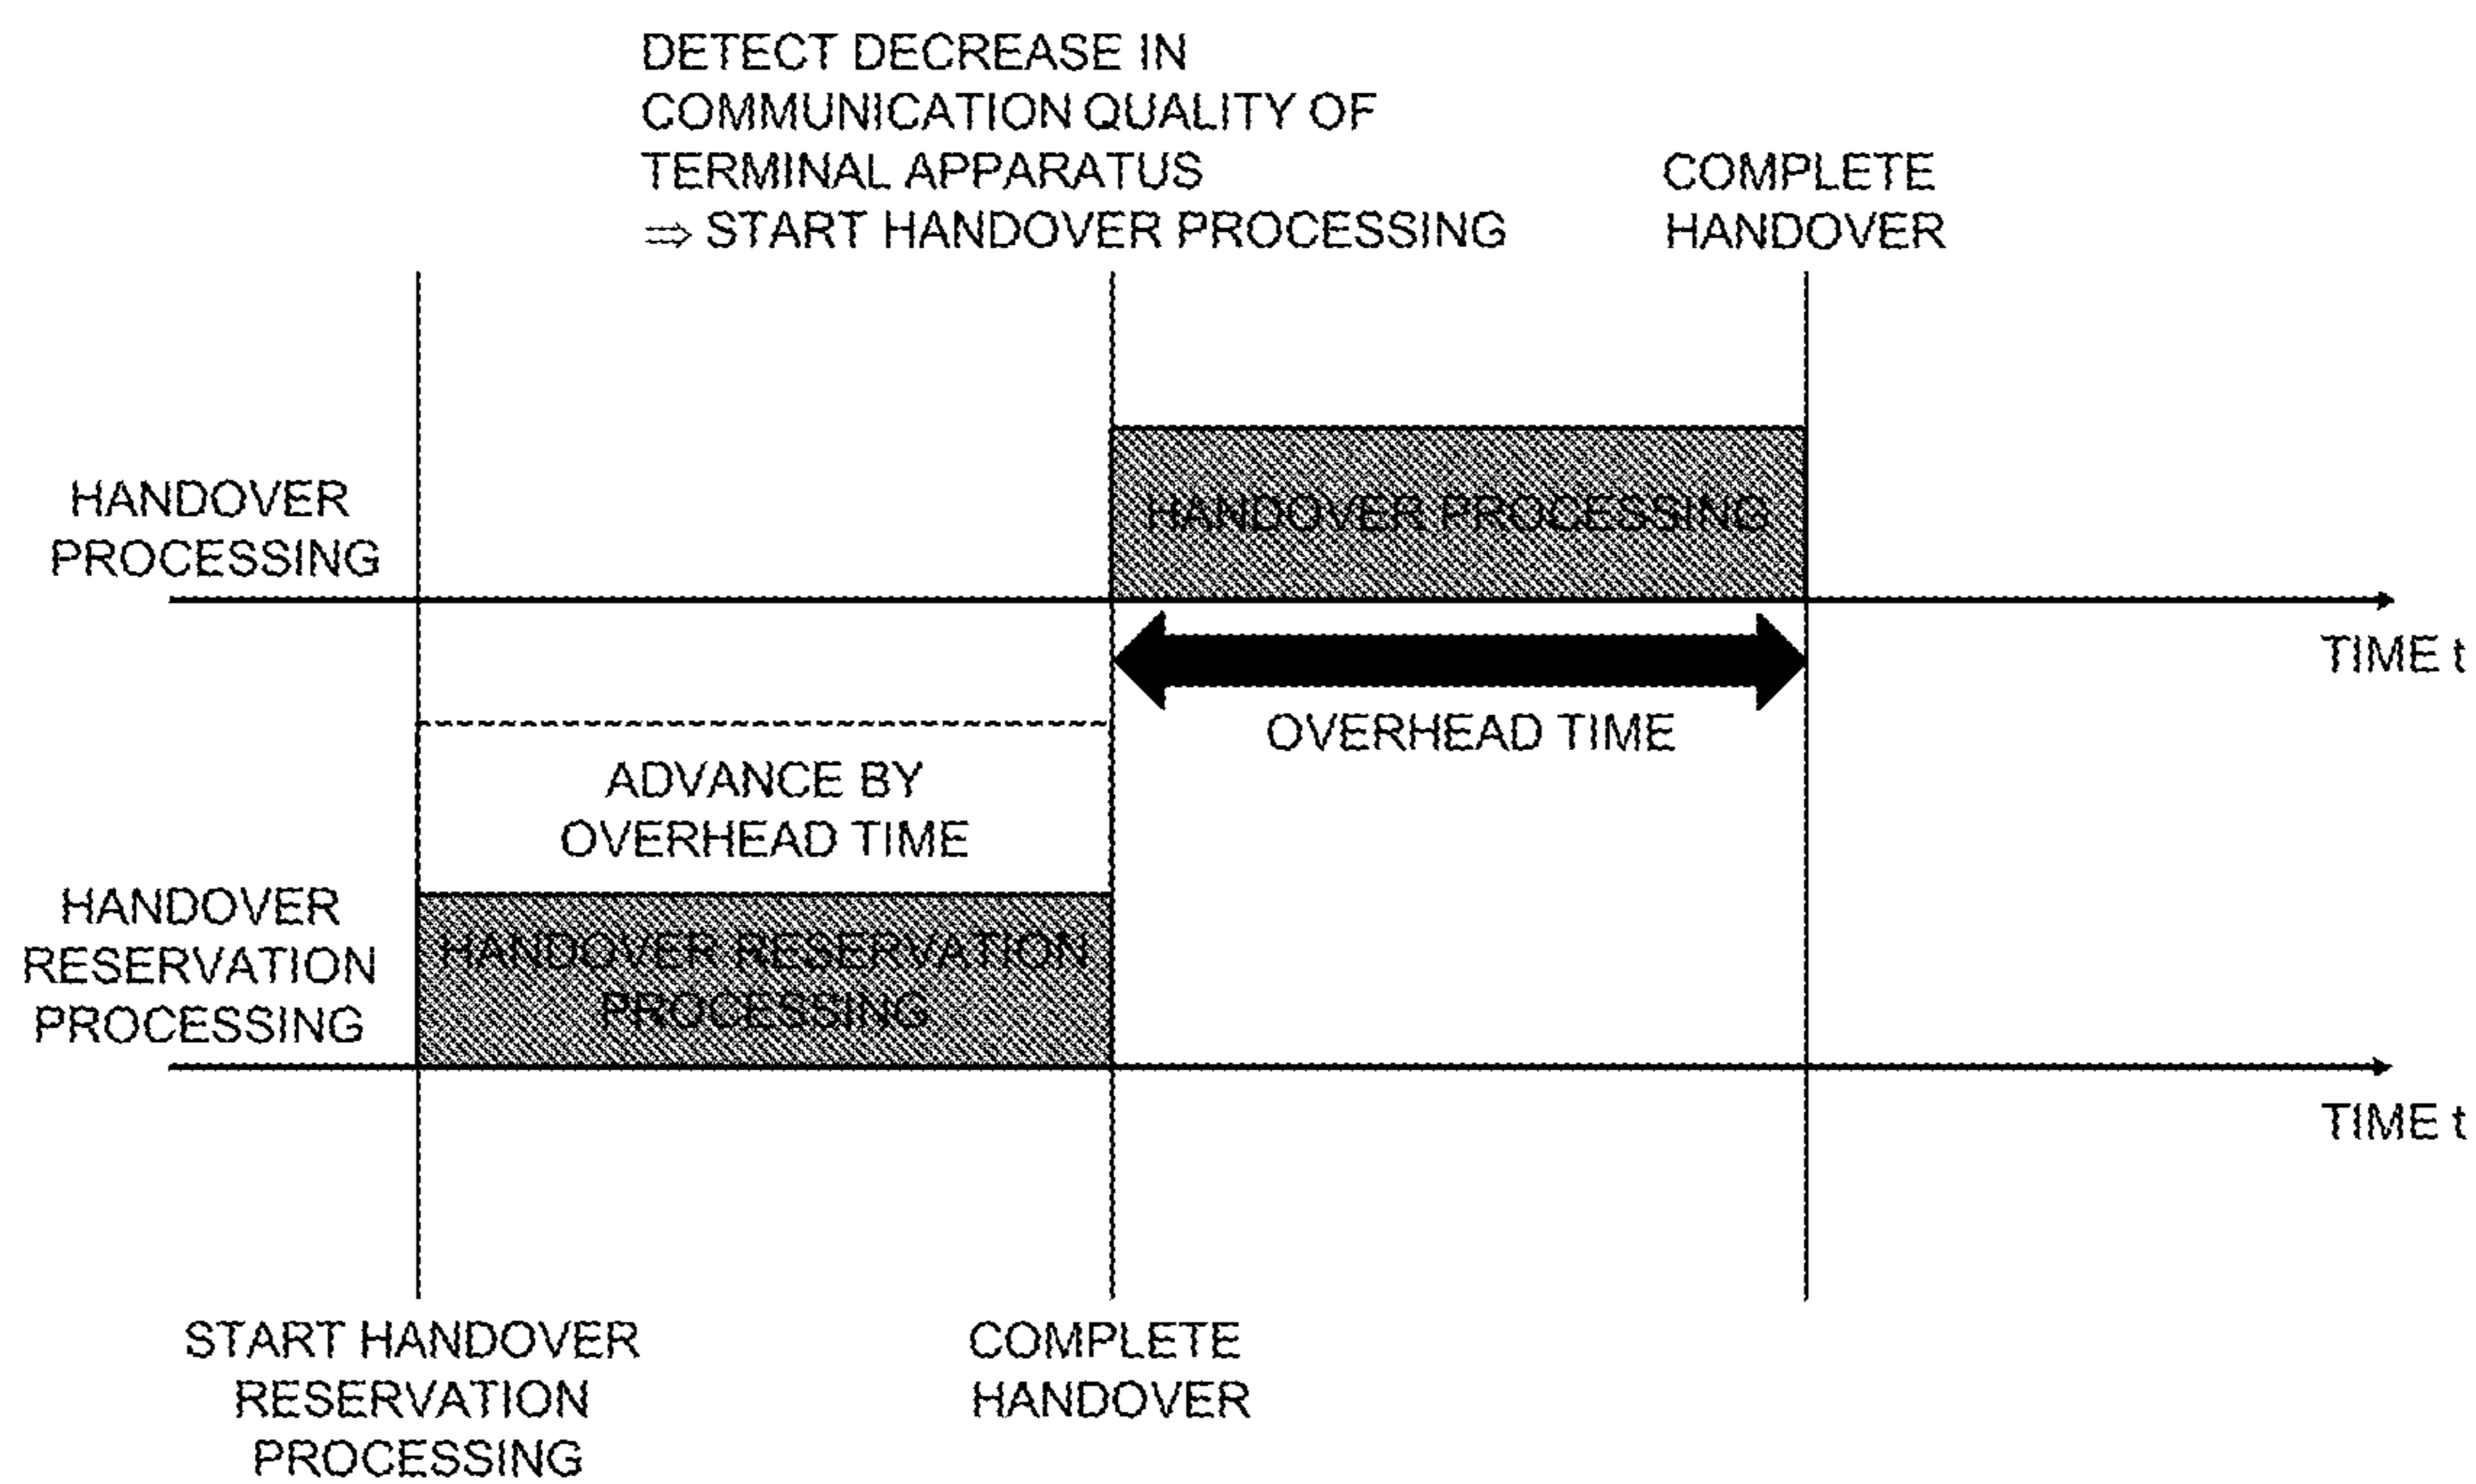 DETECT DECREASE IN
COMMUNICATION QUALITY OF
TERMINAL APPARATUS
⇒ START HANDOVER PROCESSING
COMPLETE
HANDOVER
HANDOVER
PROCESSING
HANDOVER PROCESSING
TIME t
OVERHEAD TIME
ADVANCE BY
OVERHEAD TIME
HANDOVER
RESERVATION
PROCESSING
HANDOVER RESERVATION
PROCESSING
TIME t
START HANDOVER
RESERVATION
PROCESSING
COMPLETE
HANDOVER